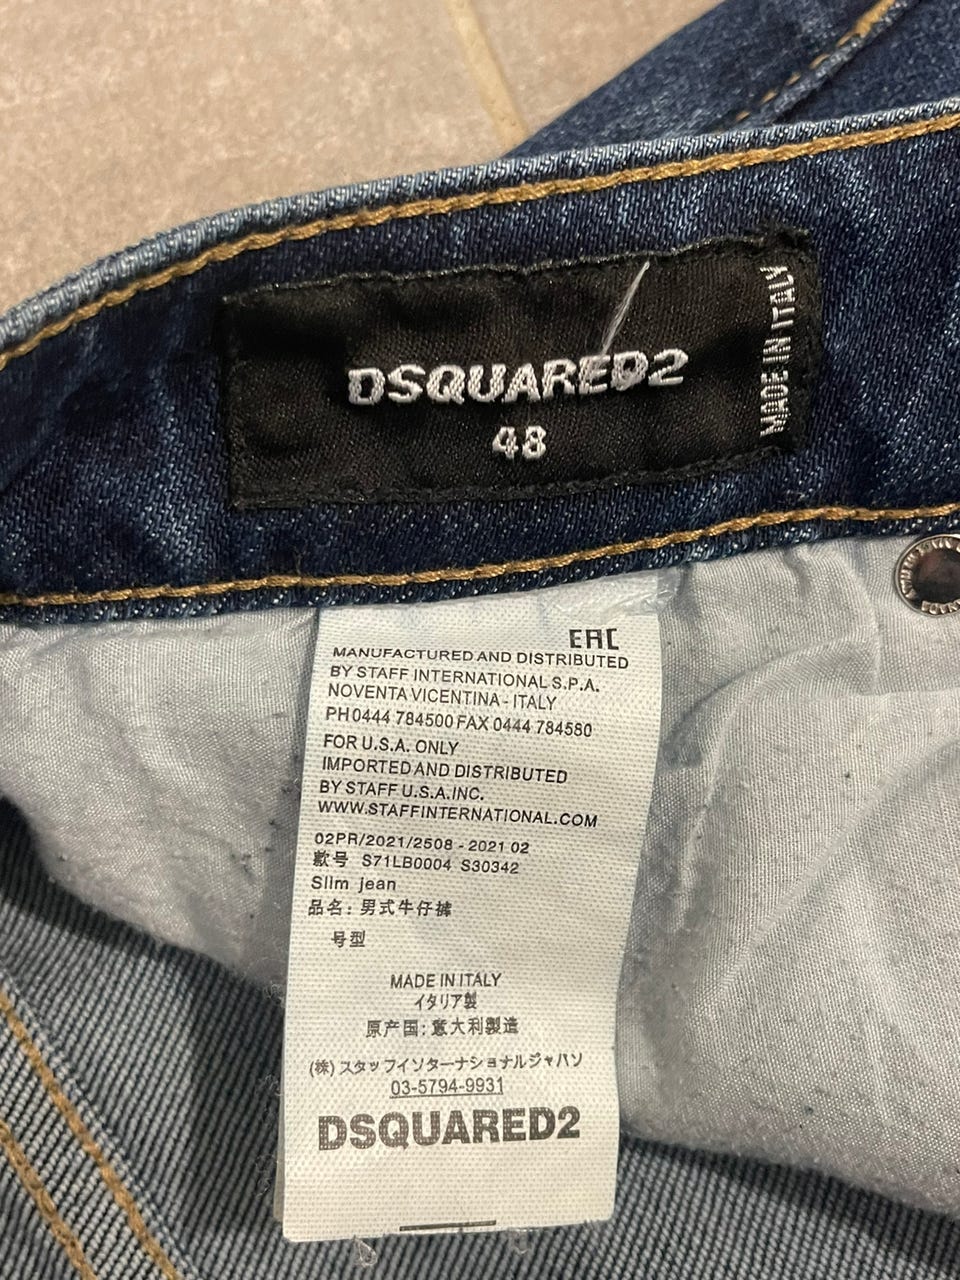 DSQUARED2
48
MADE IN ITALY
EAC
MANUFACTURED AND DISTRIBUTED
BY STAFF INTERNATIONAL S.P.A.
NOVENTA VICENTINA - ITALY
PH0444 784500 FAX 0444 784580
FOR U.S.A. ONLY
IMPORTED AND DISTRIBUTED
BY STAFF U.S.A.INC.
WWW.STAFFINTERNATIONAL.COM
02PR/2021/2508 - 2021 02
款号 S71LB0004 S30342
Slim jean
品名: 男式牛仔裤
号型
MADE IN ITALY
イタリア製
原产国: 意大利製造
(株) スタッフインターナショナルジャパン
03-5794-9931
DSQUARED2